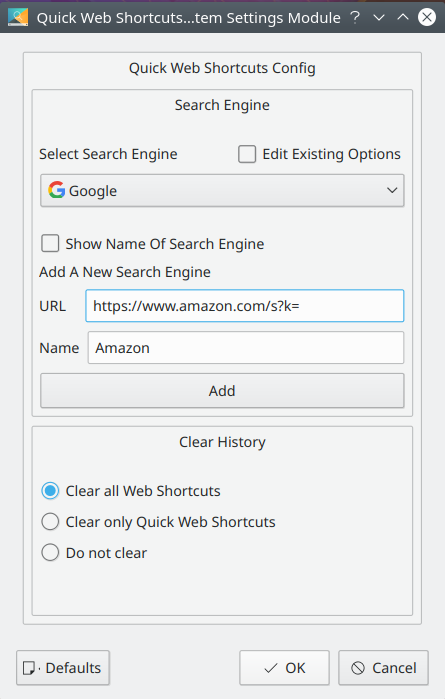 Quick Web Shortcuts...tem Settings Module
Quick Web Shortcuts Config
Search Engine
Select Search Engine Edit Existing Options
Google
Show Name Of Search Engine
Add A New Search Engine
URL https://www.amazon.com/s?k=
Name Amazon
Add
Clear History
Clear all Web Shortcuts
Clear only Quick Web Shortcuts
Do not clear
Defaults OK Cancel